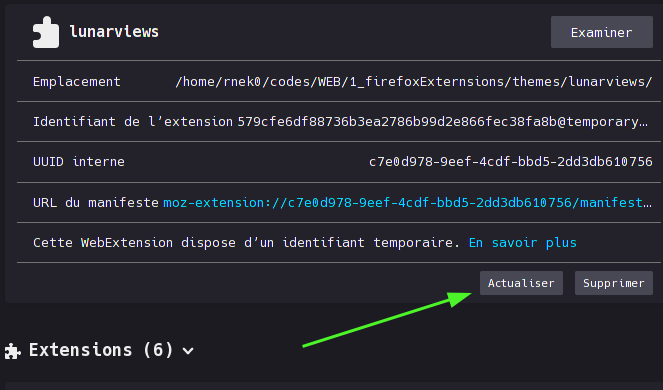 lunarviews
Examiner
Emplacement /home/rnek0/codes/WEB/1_firefoxExternsions/themes/lunarviews/
Identifiant de l’extension 579cfe6df88736b3ea2786b99d2e866fec38fa8b@temporary…
UUID interne c7e0d978-9eef-4cdf-bbd5-2dd3db610756
URL du manifeste moz-extension://c7e0d978-9eef-4cdf-bbd5-2dd3db610756/manifest…
Cette WebExtension dispose d’un identifiant temporaire. En savoir plus
Actualiser Supprimer
Extensions (6)